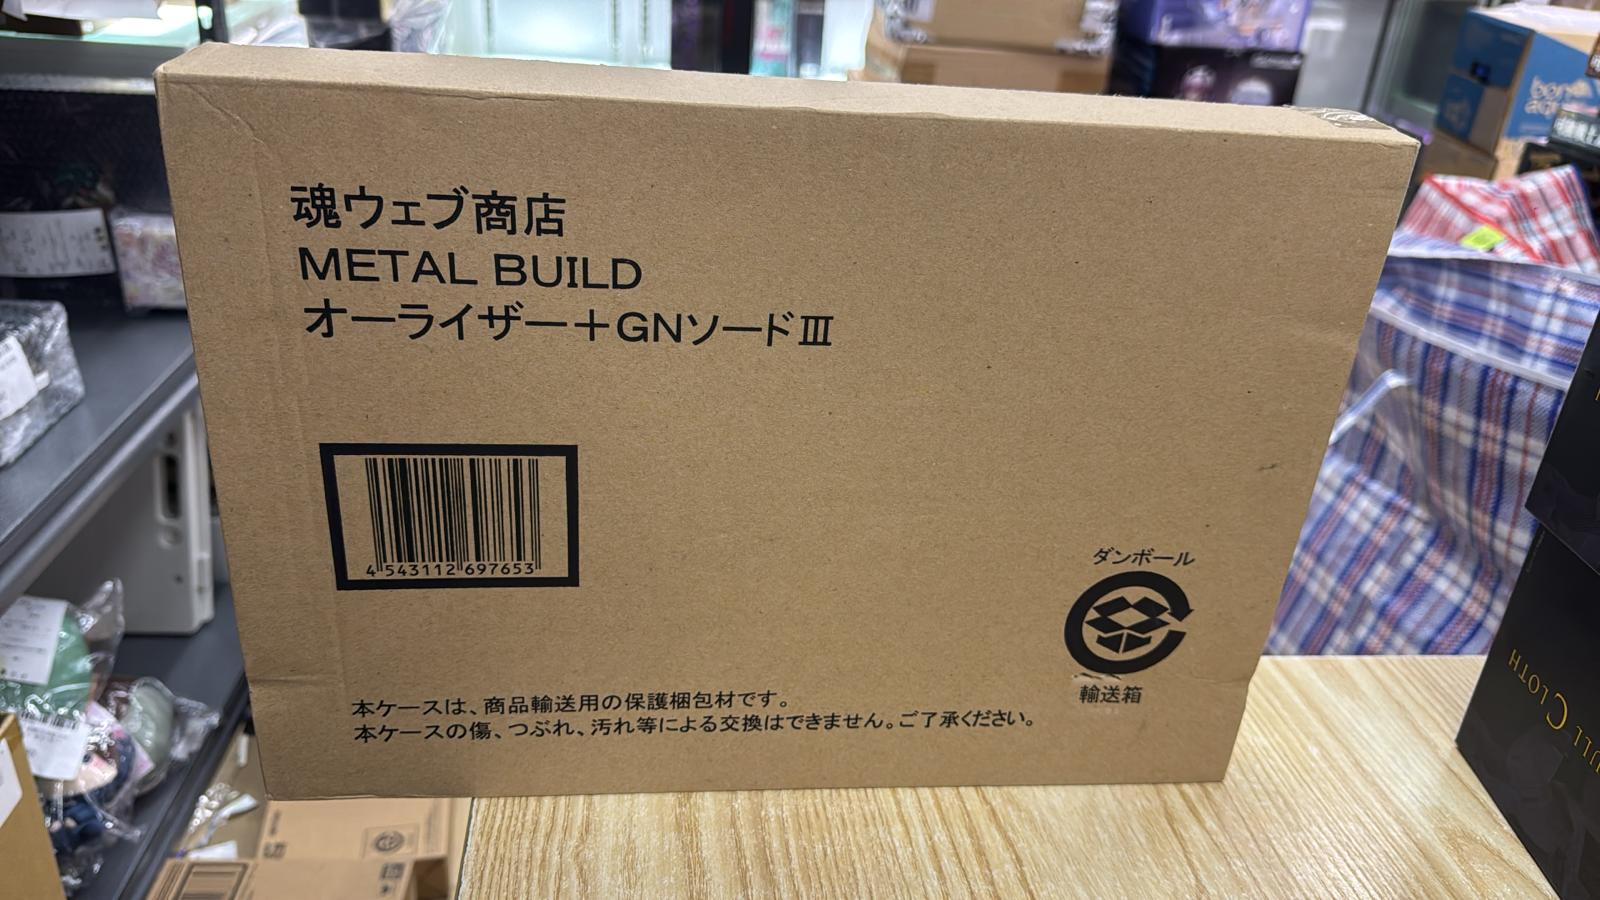 魂ウェブ商店
METAL BUILD
オーライザー＋GNソードⅢ
4 543112 697653
ダンボール
輸送箱
本ケースは、商品輸送用の保護梱包材です。
本ケースの傷、つぶれ、汚れ等による交換はできません。ご了承ください。
CLOTH